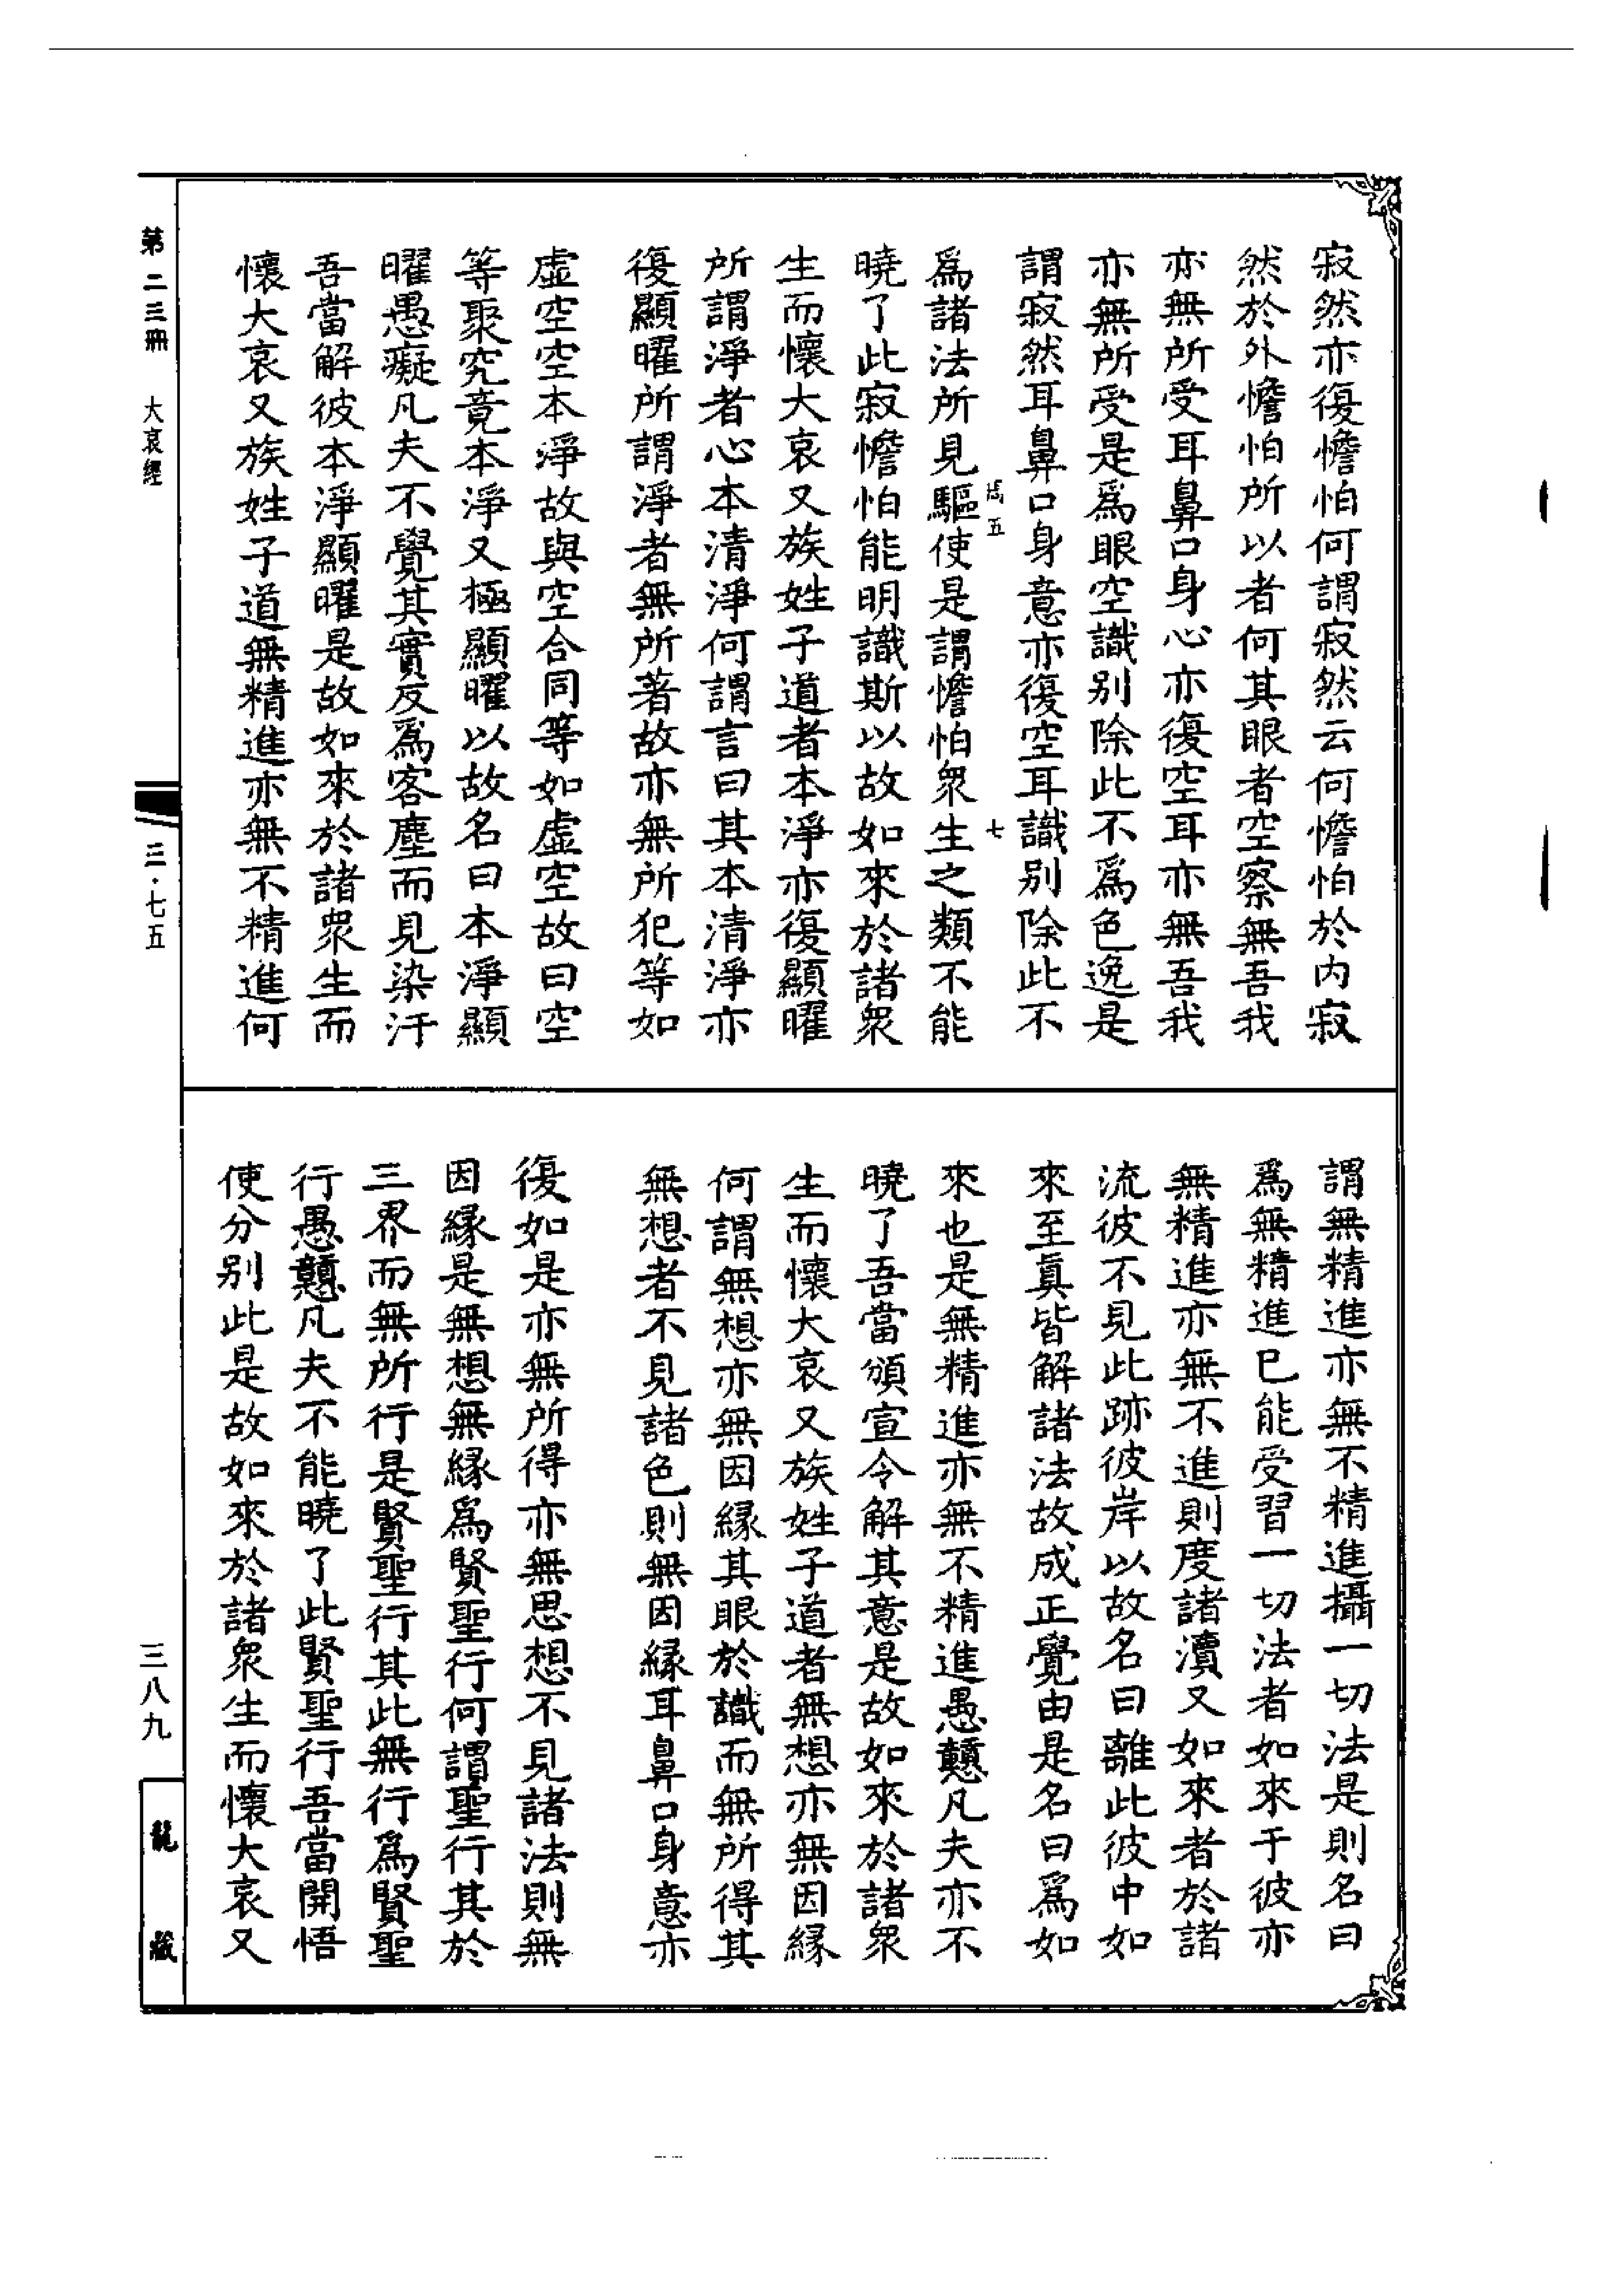 寂然亦復憺怕何謂寂然云何憺怕於內寂
然於外憺怕所以者何其眼者空察無吾我
亦無所受耳鼻口身心亦復空耳亦無吾我
亦無所受是爲眼空識別除此不爲色逸是
謂寂然耳鼻口身意亦復空耳識別除此不
五 七
爲諸法所見驅使是謂憺怕衆生之類不能
曉了此寂憺怕能明識斯以故如來於諸衆
生而懷大哀又族姓子道者本淨亦復顯曜
所謂淨者心本清淨何謂言曰其本清淨亦
復顯曜所謂淨者無所著故亦無所犯等如
虛空空本淨故與空合同等如虛空故曰空
等聚究竟本淨又極顯曜以故名曰本淨顯
曜愚癡凡夫不覺其實反爲客塵而見染汙
吾當解彼本淨顯曜是故如來於諸衆生而
懷大哀又族姓子道無精進亦無不精進何
謂無精進亦無不精進攝一切法是則名曰
爲無精進已能受習一切法者如來于彼亦
無精進亦無不進則度諸瀆又如來者於諸
流彼不見此跡彼岸以故名曰離此彼中如
來至眞皆解諸法故成正覺由是名曰爲如
來也是無精進亦無不精進愚戇凡夫亦不
曉了吾當頒宣令解其意是故如來於諸衆
生而懷大哀又族姓子道者無想亦無因緣
何謂無想亦無因緣其眼於識而無所得其
無想者不見諸色則無因緣耳鼻口身意亦
復如是亦無所得亦無思想不見諸法則無
因緣是無想無緣爲賢聖行何謂聖行其於
三界而無所行是賢聖行其此無行爲賢聖
行愚戇凡夫不能曉了此賢聖行吾當開悟
使分別此是故如來於諸衆生而懷大哀又
第二三冊 大哀經
三·七五
三八九
龍藏